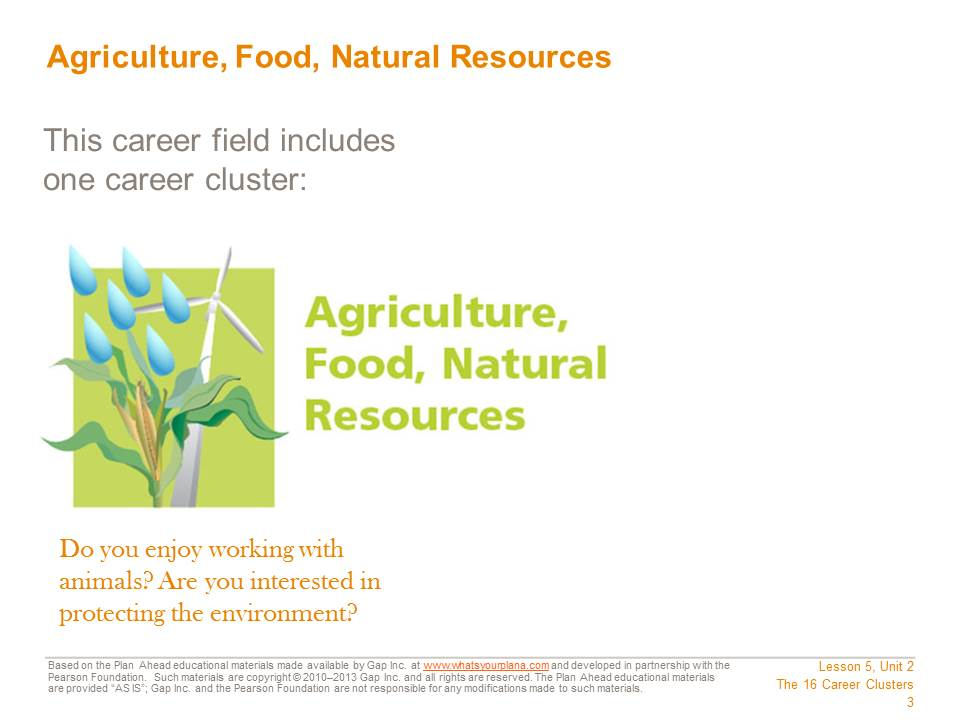 Agriculture, Food, Natural Resources
This career field includes
one career cluster:
Agriculture,
Food, Natural
Resources
Do you enjoy working with
animals? Are you interested in
protecting the environment?
Based on the Plan Ahead educational materials made available by Gap Inc. at www.whatsyourplana.com and developed in partnership with the
Pearson Foundation. Such materials are copyright © 2010–2013 Gap Inc. and all rights are reserved. The Plan Ahead educational materials
are provided “AS IS”; Gap Inc. and the Pearson Foundation are not responsible for any modifications made to such materials.
Lesson 5, Unit 2
The 16 Career Clusters
3